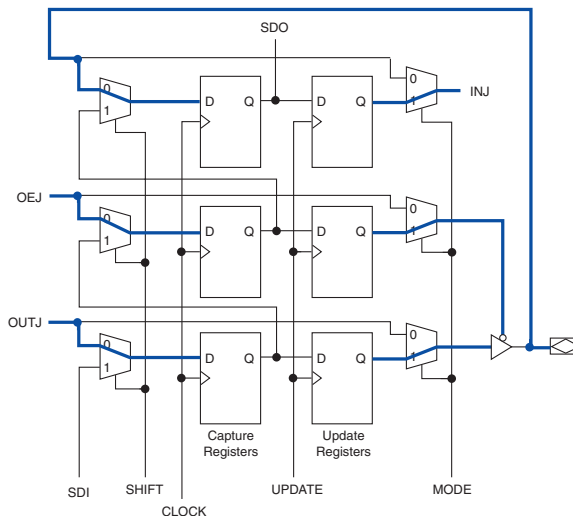 SDO
0
1
D Q
D Q
0
1
INJ
OEJ
0
1
D Q
D Q
0
1
OUTJ
0
1
D Q
D Q
0
1
Capture
Registers
Update
Registers
SDI
SHIFT
CLOCK
UPDATE
MODE